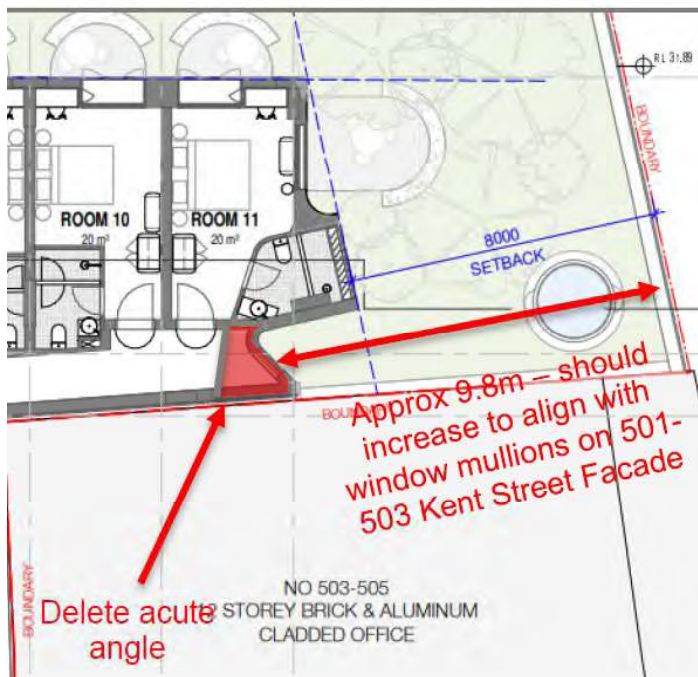 RL 31.89
BOUNDARY
ROOM 10
20 m²
ROOM 11
20 m²
8000
SETBACK
BOUNDARY
Approx 9.8m – should
increase to align with
window mullions on 501-
503 Kent Street Facade
BOUNDARY
Delete acute
angle
NO 503-505
2 STOREY BRICK & ALUMINUM
CLADDED OFFICE